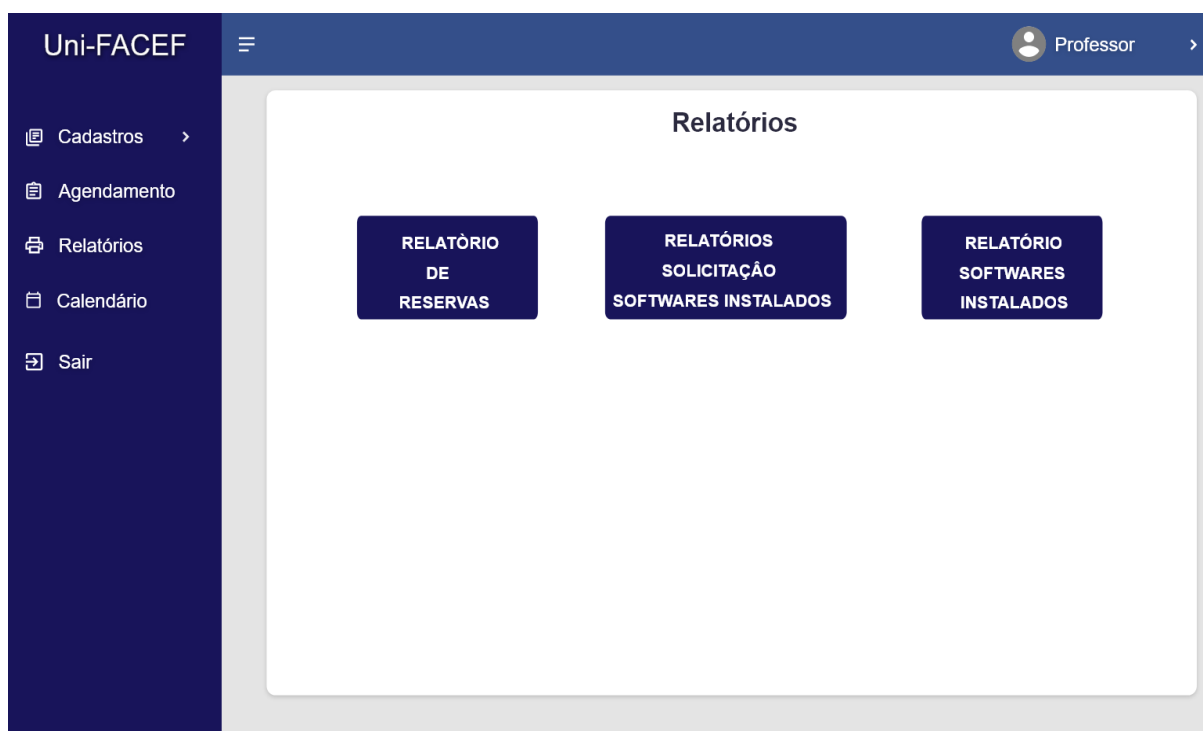 Uni-FACEF
Professor
Cadastros
Agendamento
Relatórios
Calendário
Sair
Relatórios
RELATÒRIO
DE
RESERVAS
RELATÓRIOS
SOLICITAÇÂO
SOFTWARES INSTALADOS
RELATÓRIO
SOFTWARES
INSTALADOS